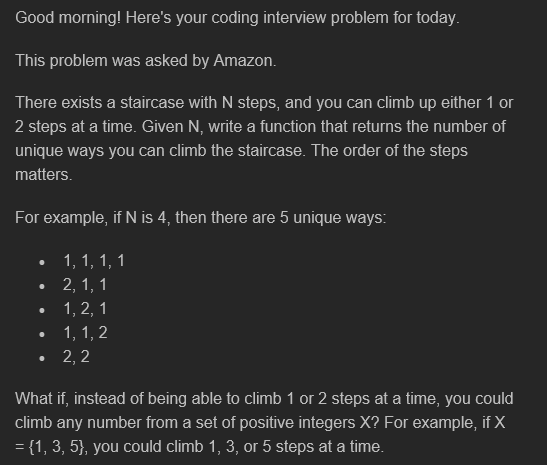 Good morning! Here's your coding interview problem for today.
This problem was asked by Amazon.
There exists a staircase with N steps, and you can climb up either 1 or
2 steps at a time. Given N, write a function that returns the number of
unique ways you can climb the staircase. The order of the steps
matters.
For example, if N is 4, then there are 5 unique ways:
• 1, 1, 1, 1
• 2, 1, 1
• 1, 2, 1
• 1, 1, 2
• 2, 2
What if, instead of being able to climb 1 or 2 steps at a time, you could
climb any number from a set of positive integers X? For example, if X
= {1, 3, 5}, you could climb 1, 3, or 5 steps at a time.